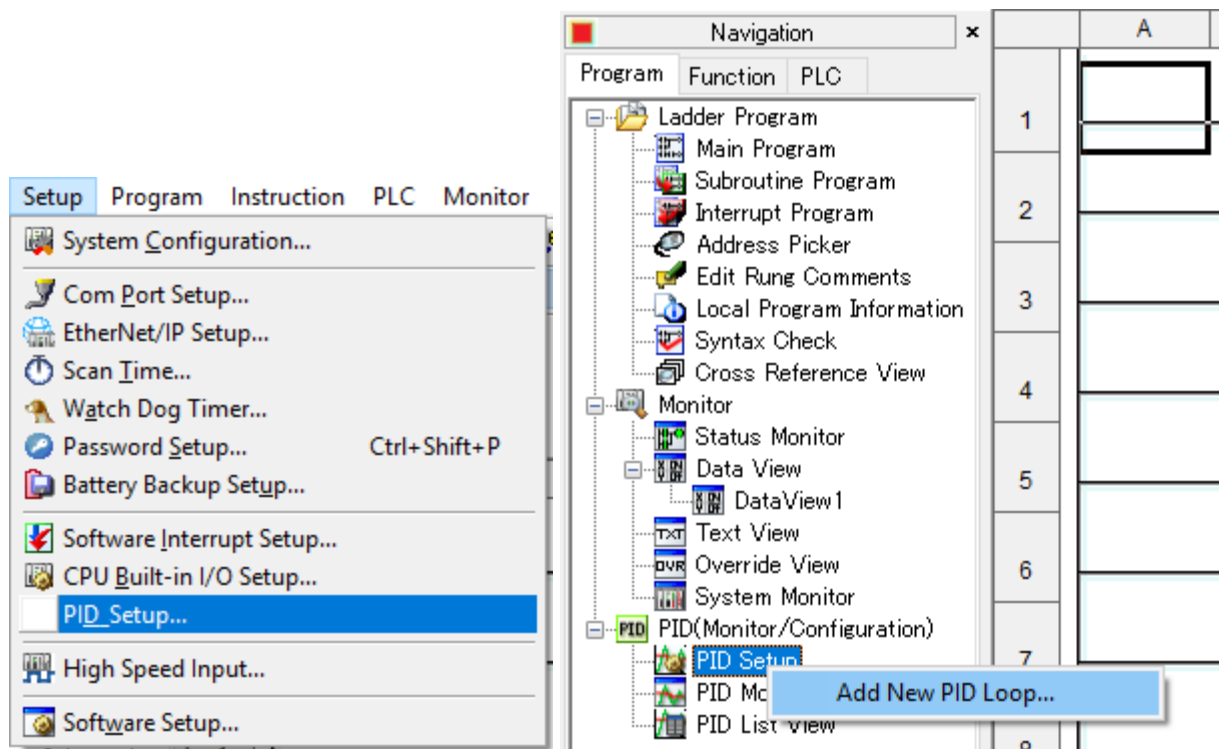 Setup Program Instruction PLC Monitor
System Configuration...
Com Port Setup...
EtherNet/IP Setup...
Scan Time...
Watch Dog Timer...
Password Setup... Ctrl+Shift+P
Battery Backup Setup...
Software Interrupt Setup...
CPU Built-in I/O Setup...
PID Setup...
High Speed Input...
Software Setup...
Navigation ×
Program Function PLC
Ladder Program
Main Program
Subroutine Program
Interrupt Program
Address Picker
Edit Rung Comments
Local Program Information
Syntax Check
Cross Reference View
Monitor
Status Monitor
Data View
DataView1
TXT Text View
OVR Override View
System Monitor
PID PID(Monitor/Configuration)
PID Setup
Add New PID Loop...
PID
PID List View
A
1
2
3
4
5
6
7